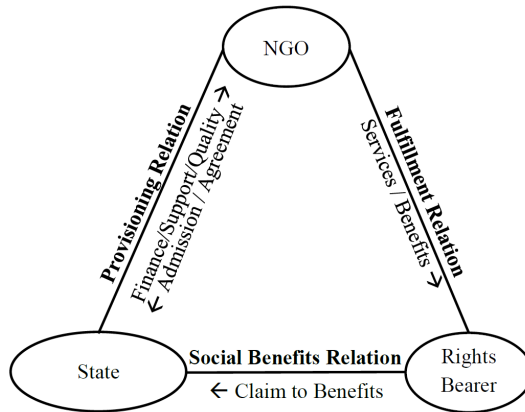 NGO
Provisioning Relation
Finance/Support/Quality →
← Admission / Agreement
Fulfillment Relation
Services / Benefits →
State
Social Benefits Relation
← Claim to Benefits
Rights
Bearer